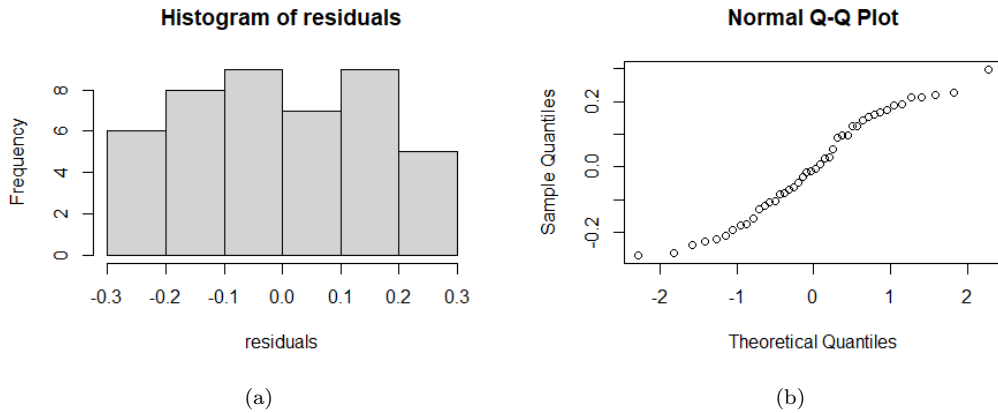 Histogram of residuals
Frequency
0
2
4
6
8
-0.3
-0.2
-0.1
0.0
0.1
0.2
0.3
residuals
(a)
Normal Q-Q Plot
Sample Quantiles
-0.2
0.0
0.2
-2
-1
0
1
2
Theoretical Quantiles
(b)